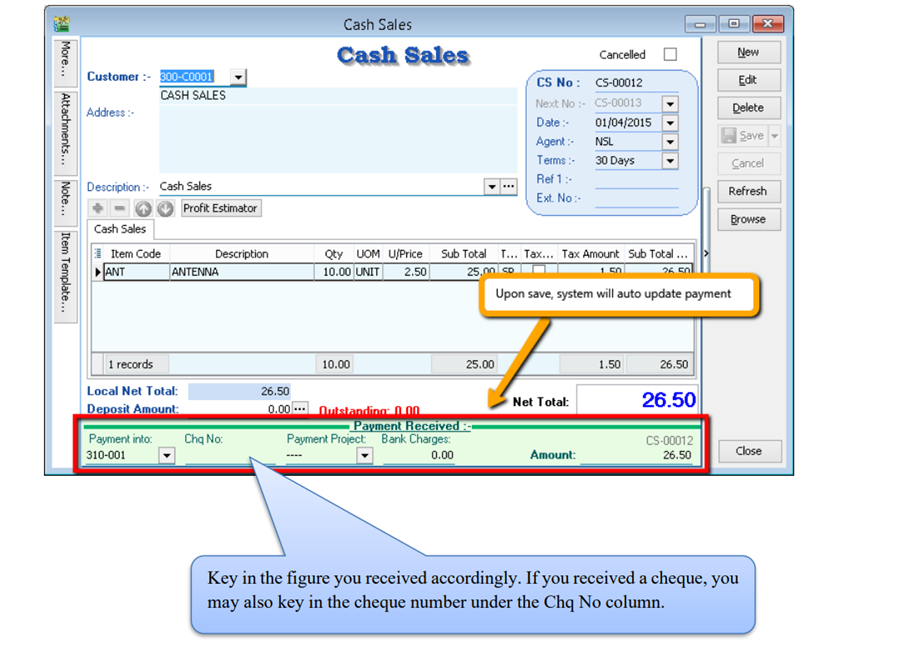 Cash Sales
Cash Sales
Cancelled
More...
Attachments...
Note...
Item Template...
Customer :- 300-C0001
CASH SALES
Address :-
CS No : CS-00012
Next No :- CS-00013
Date :- 01/04/2015
Agent :- NSL
Terms :- 30 Days
Ref 1 :-
Ext. No :-
Description :- Cash Sales
Profit Estimator
Cash Sales
Item Code Description Qty UOM U/Price Sub Total T... Tax... Tax Amount Sub Total ...
ANT ANTENNA 10.00 UNIT 2.50 25.00 SR 1.50 26.50
Upon save, system will auto update payment
1 records 10.00 25.00 1.50 26.50
Local Net Total: 26.50
Deposit Amount: 0.00 Outstanding: 0.00
Net Total: 26.50
Payment Received :-
Payment into: Chq No: Payment Project: Bank Charges: CS-00012
310-001 ---- 0.00 Amount: 26.50
New
Edit
Delete
Save
Cancel
Refresh
Browse
Close
Key in the figure you received accordingly. If you received a cheque, you
may also key in the cheque number under the Chq No column.